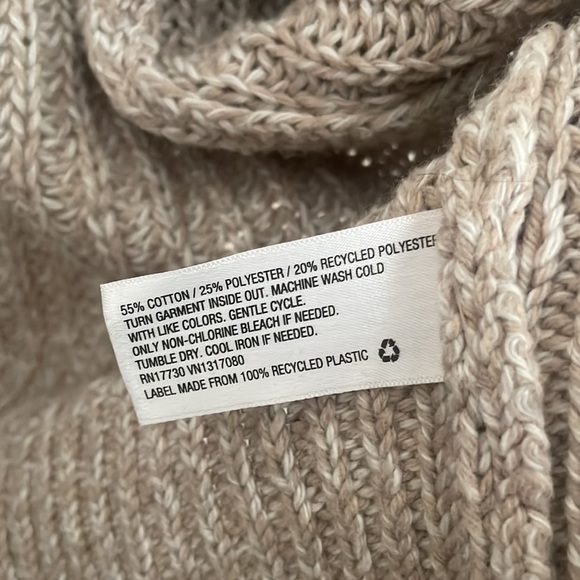 55% COTTON / 25% POLYESTER / 20% RECYCLED POLYESTER
TURN GARMENT INSIDE OUT. MACHINE WASH COLD
WITH LIKE COLORS. GENTLE CYCLE.
ONLY NON-CHLORINE BLEACH IF NEEDED.
TUMBLE DRY. COOL IRON IF NEEDED.
RN17730 VN1317080
LABEL MADE FROM 100% RECYCLED PLASTIC